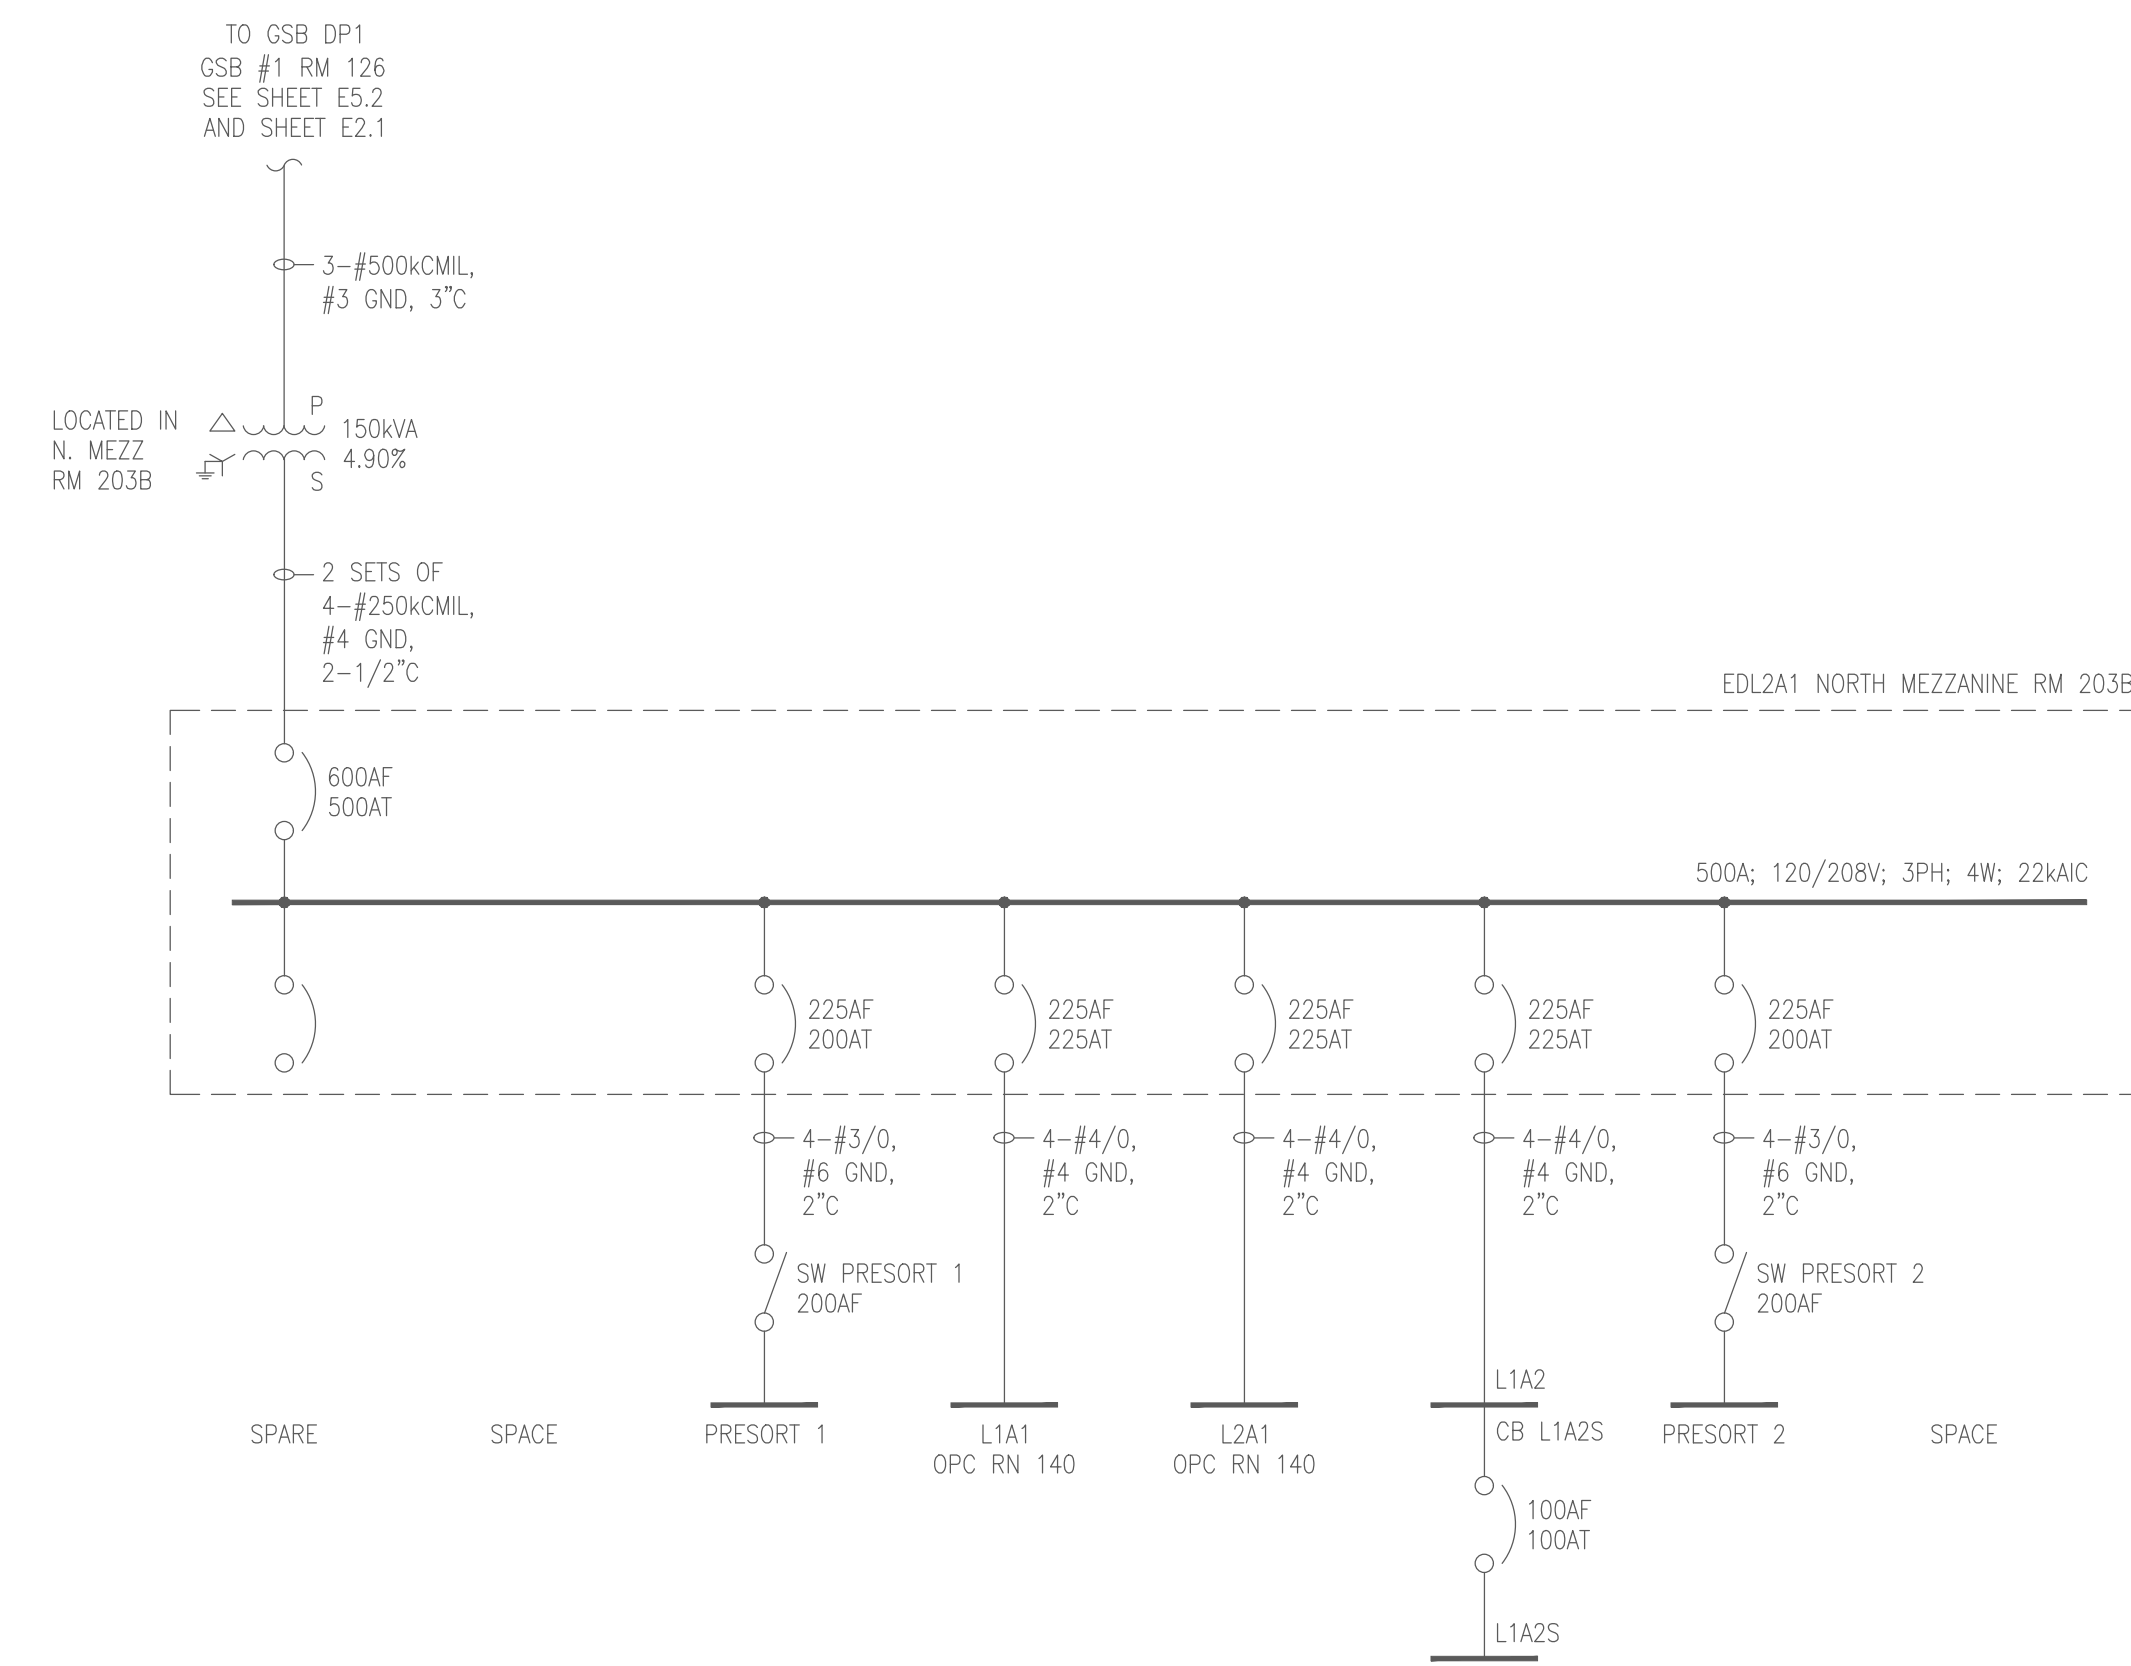 TO GSB DP1
GSB #1 RM 126
SEE SHEET E5.2
AND SHEET E2.1
3-#500kCMIL,
#3 GND, 3"C
LOCATED IN
N. MEZZ
RM 203B
P
150kVA
4.90%
S
2 SETS OF
4-#250kCMIL,
#4 GND,
2-1/2"C
EDL2A1 NORTH MEZZANINE RM 203B
600AF
500AT
500A; 120/208V; 3PH; 4W; 22kAIC
225AF
200AT
225AF
225AT
225AF
225AT
225AF
225AT
225AF
200AT
4-#3/0,
#6 GND,
2"C
4-#4/0,
#4 GND,
2"C
4-#4/0,
#4 GND,
2"C
4-#4/0,
#4 GND,
2"C
4-#3/0,
#6 GND,
2"C
SW PRESORT 1
200AF
SW PRESORT 2
200AF
L1A2
SPARE
SPACE
PRESORT 1
L1A1
OPC RN 140
L2A1
OPC RN 140
CB L1A2S
PRESORT 2
SPACE
100AF
100AT
L1A2S